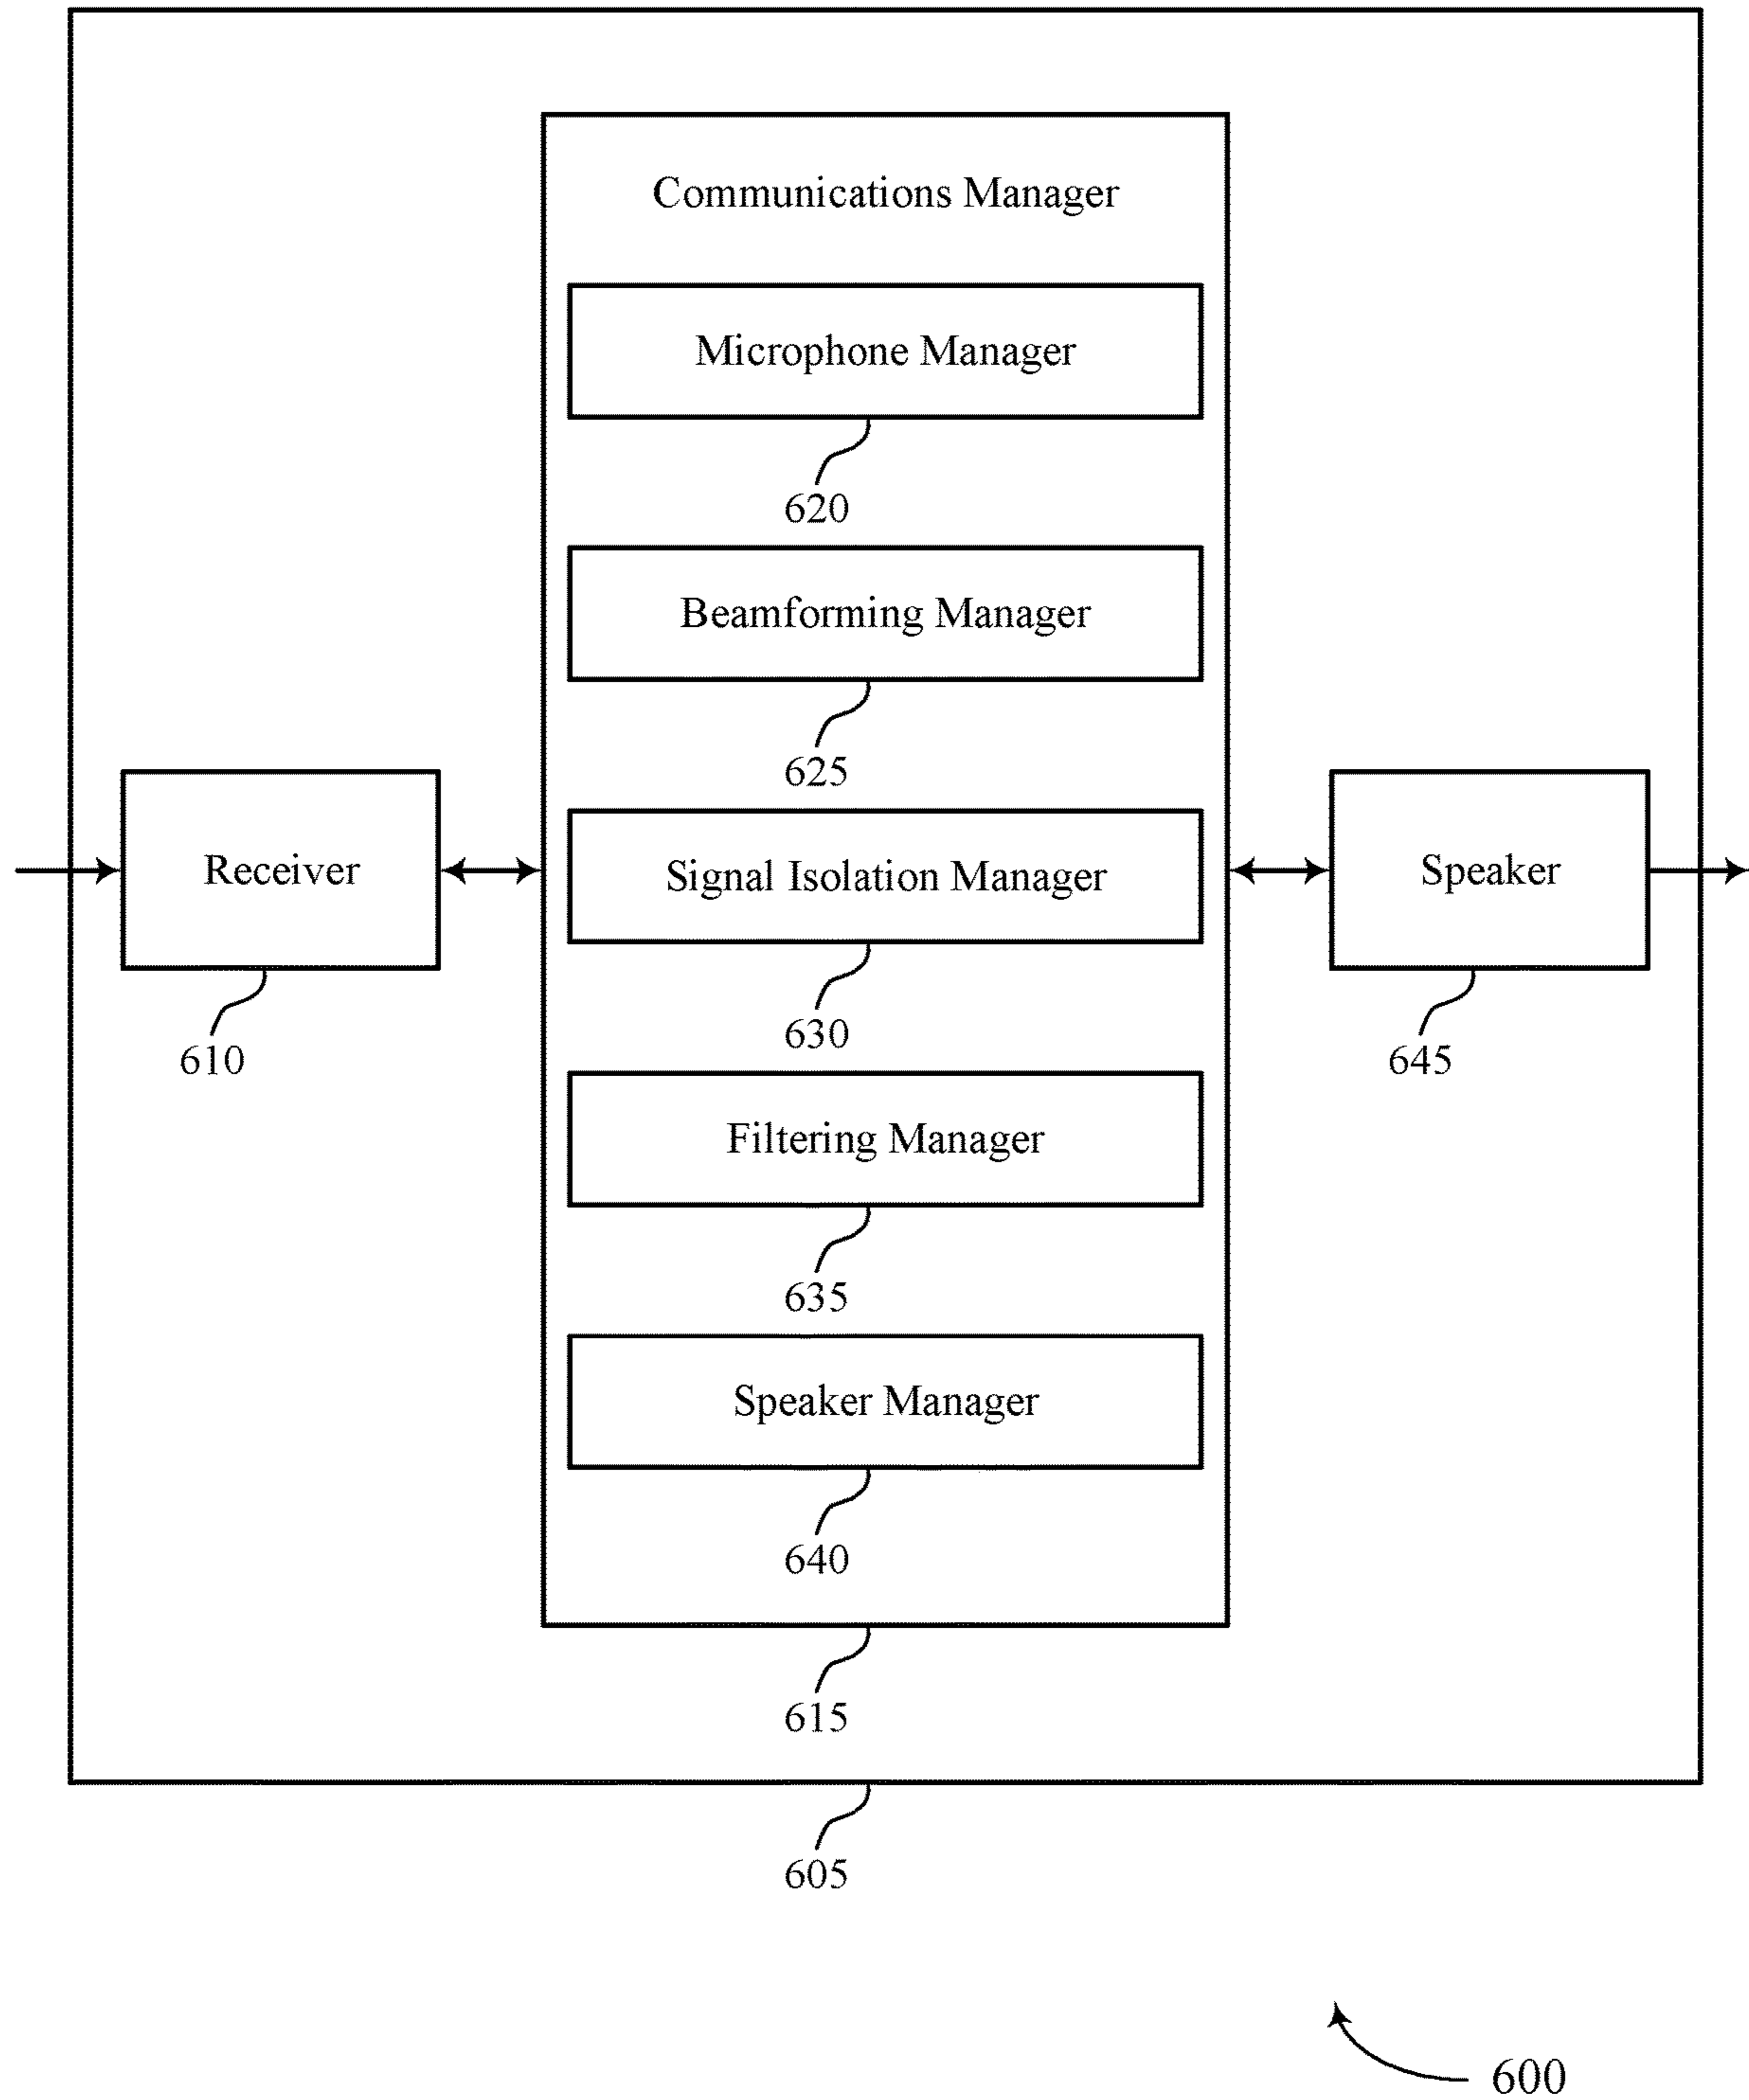 Communications Manager
Microphone Manager
620
Beamforming Manager
625
Receiver
610
Signal Isolation Manager
630
Speaker
645
Filtering Manager
635
Speaker Manager
640
615
605
600